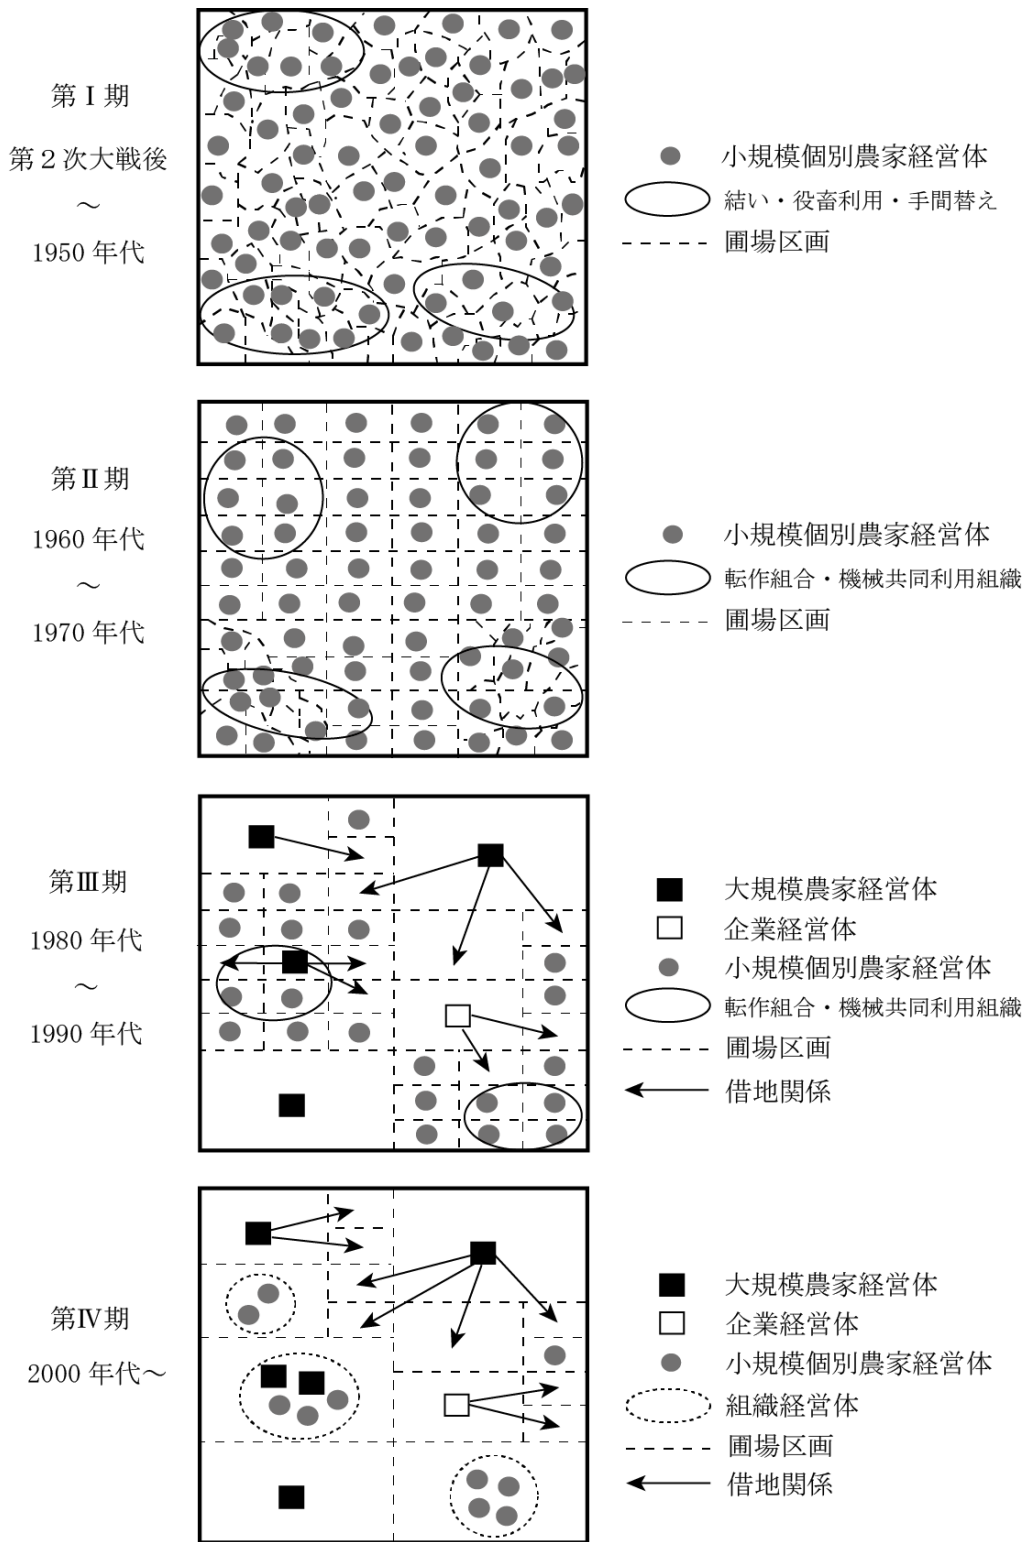 第Ⅰ期
第２次大戦後
～
1950 年代
小規模個別農家経営体
結い・役畜利用・手間替え
圃場区画
第Ⅱ期
1960 年代
～
1970 年代
小規模個別農家経営体
転作組合・機械共同利用組織
圃場区画
第Ⅲ期
1980 年代
～
1990 年代
大規模農家経営体
企業経営体
小規模個別農家経営体
転作組合・機械共同利用組織
圃場区画
借地関係
第Ⅳ期
2000 年代～
大規模農家経営体
企業経営体
小規模個別農家経営体
組織経営体
圃場区画
借地関係